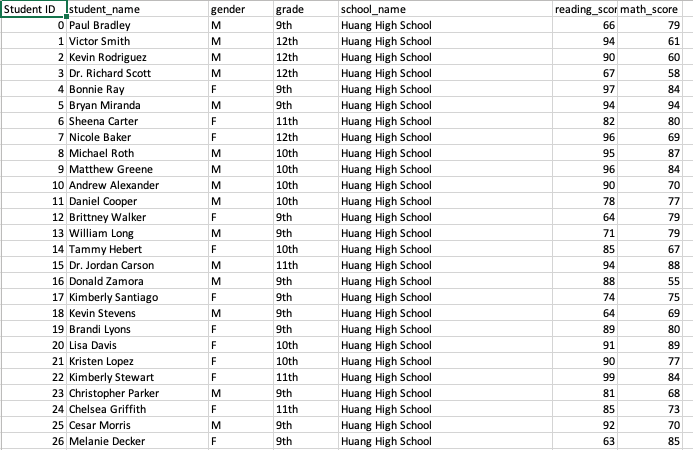 Student ID student_name gender grade school_name reading_scor math_score
0 Paul Bradley M 9th Huang High School 66 79
1 Victor Smith M 12th Huang High School 94 61
2 Kevin Rodriguez M 12th Huang High School 90 60
3 Dr. Richard Scott M 12th Huang High School 67 58
4 Bonnie Ray F 9th Huang High School 97 84
5 Bryan Miranda M 9th Huang High School 94 94
6 Sheena Carter F 11th Huang High School 82 80
7 Nicole Baker F 12th Huang High School 96 69
8 Michael Roth M 10th Huang High School 95 87
9 Matthew Greene M 10th Huang High School 96 84
10 Andrew Alexander M 10th Huang High School 90 70
11 Daniel Cooper M 10th Huang High School 78 77
12 Brittney Walker F 9th Huang High School 64 79
13 William Long M 9th Huang High School 71 79
14 Tammy Hebert F 10th Huang High School 85 67
15 Dr. Jordan Carson M 11th Huang High School 94 88
16 Donald Zamora M 9th Huang High School 88 55
17 Kimberly Santiago F 9th Huang High School 74 75
18 Kevin Stevens M 9th Huang High School 64 69
19 Brandi Lyons F 9th Huang High School 89 80
20 Lisa Davis F 10th Huang High School 91 89
21 Kristen Lopez F 10th Huang High School 90 77
22 Kimberly Stewart F 11th Huang High School 99 84
23 Christopher Parker M 9th Huang High School 81 68
24 Chelsea Griffith F 11th Huang High School 85 73
25 Cesar Morris M 9th Huang High School 92 70
26 Melanie Decker F 9th Huang High School 63 85